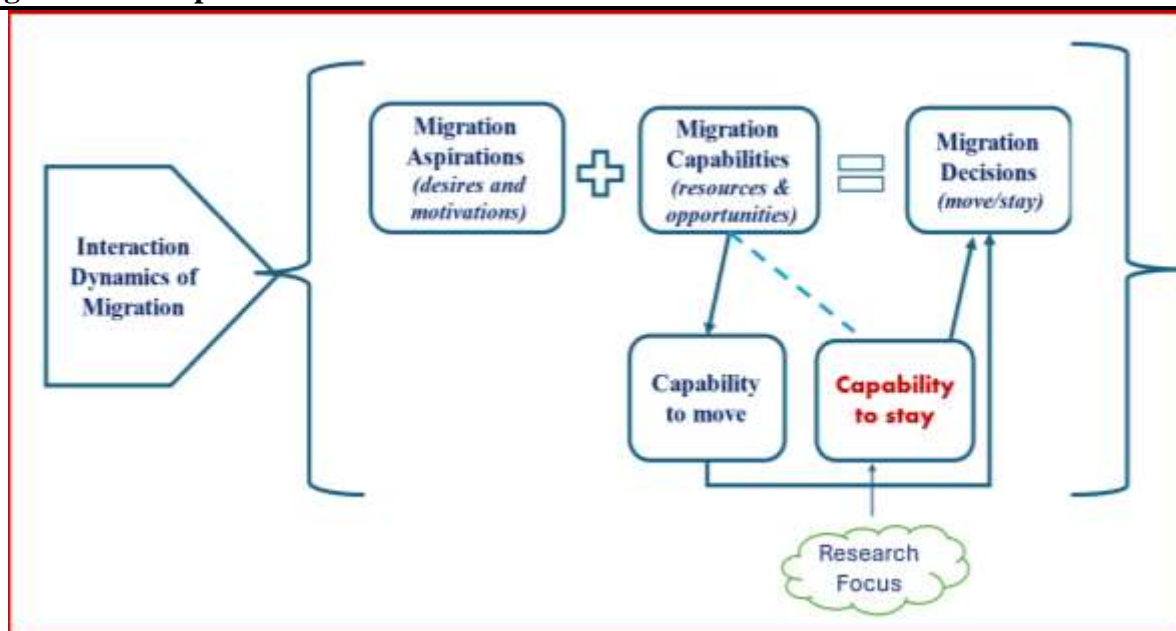 Interaction
Dynamics of
Migration
Migration
Aspirations
(desires and
motivations)
Migration
Capabilities
(resources &
opportunities)
Migration
Decisions
(move/stay)
Capability
to move
Capability
to stay
Research
Focus